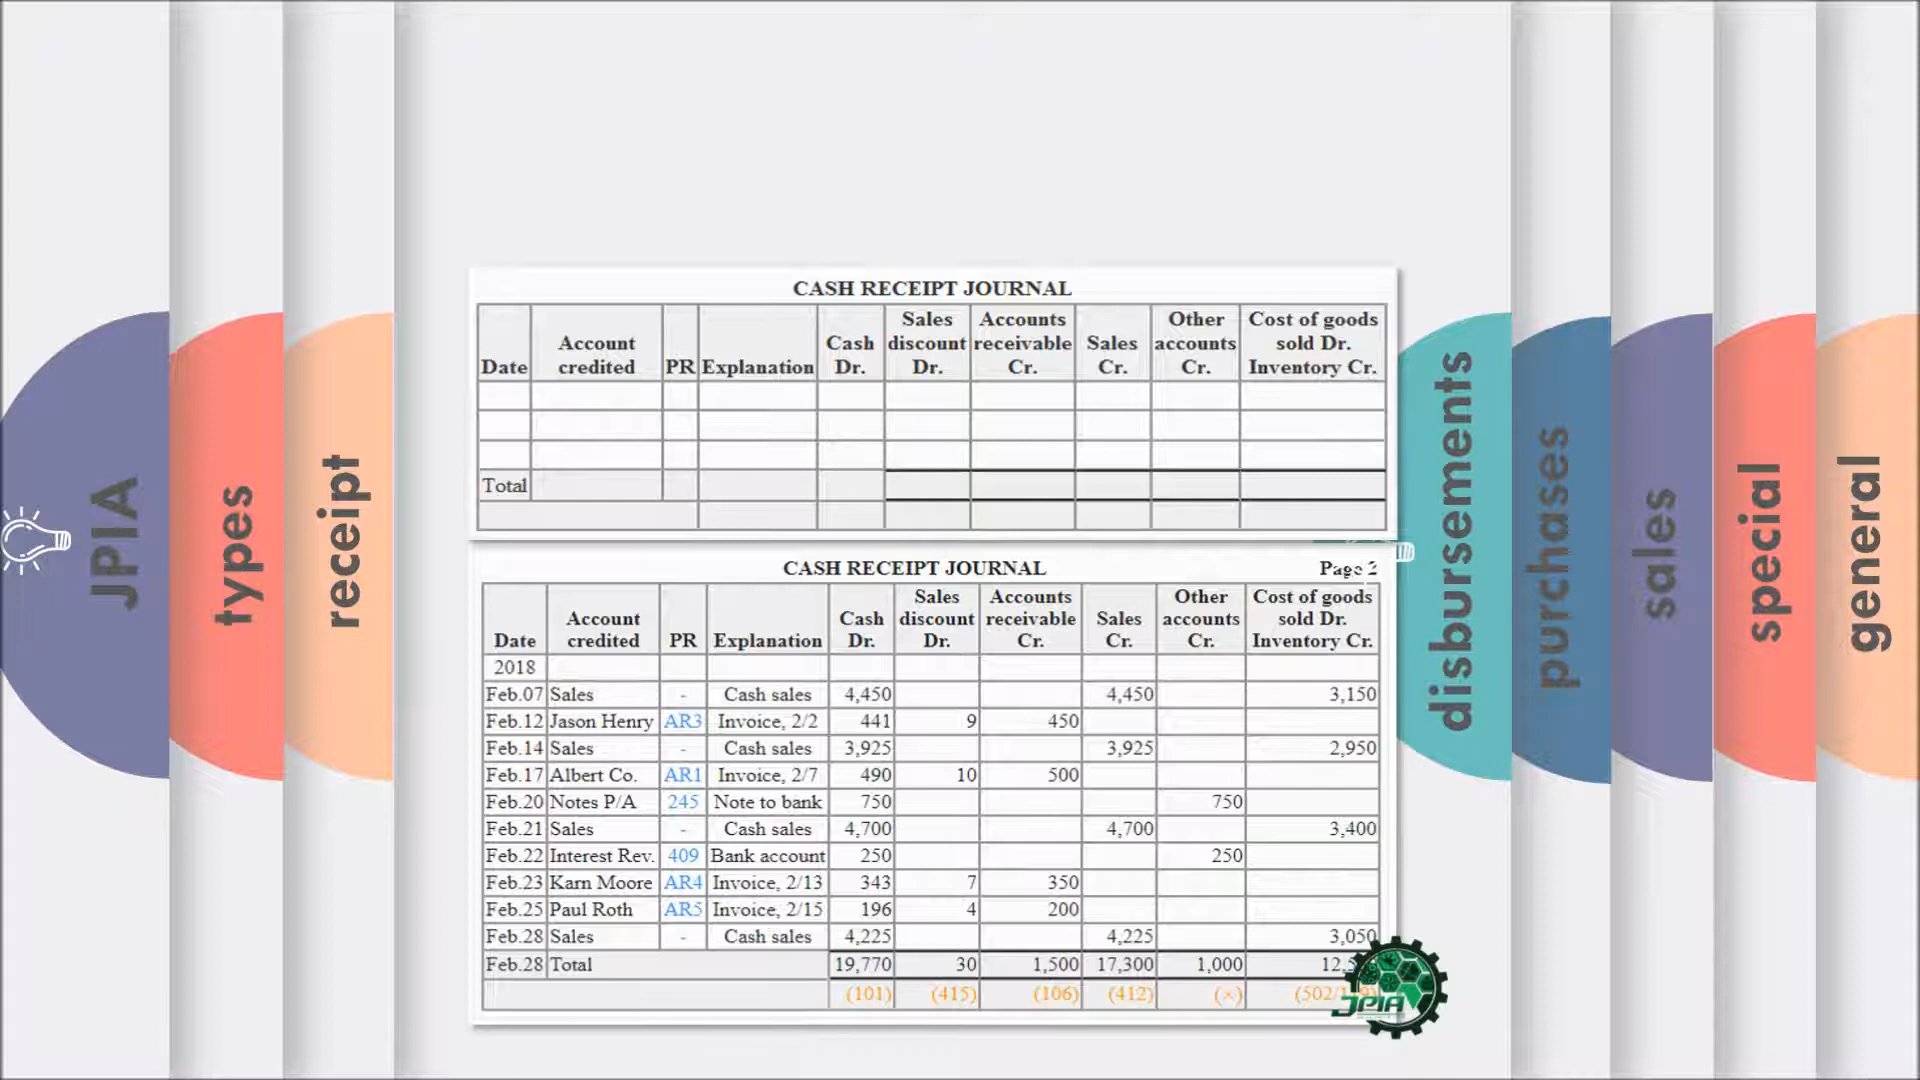 JPIA
types
receipt
CASH RECEIPT JOURNAL
Date Account credited PR Explanation Cash Dr. Sales discount Dr. Accounts receivable Cr. Sales Cr. Other accounts Cr. Cost of goods sold Dr. Inventory Cr.
Total
CASH RECEIPT JOURNAL Page 2
Date Account credited PR Explanation Cash Dr. Sales discount Dr. Accounts receivable Cr. Sales Cr. Other accounts Cr. Cost of goods sold Dr. Inventory Cr.
2018
Feb.07 Sales - Cash sales 4,450 4,450 3,150
Feb.12 Jason Henry AR3 Invoice, 2/2 441 9 450
Feb.14 Sales - Cash sales 3,925 3,925 2,950
Feb.17 Albert Co. AR1 Invoice, 2/7 490 10 500
Feb.20 Notes P/A 245 Note to bank 750 750
Feb.21 Sales - Cash sales 4,700 4,700 3,400
Feb.22 Interest Rev. 409 Bank account 250 250
Feb.23 Karn Moore AR4 Invoice, 2/13 343 7 350
Feb.25 Paul Roth AR5 Invoice, 2/15 196 4 200
Feb.28 Sales - Cash sales 4,225 4,225 3,050
Feb.28 Total 19,770 30 1,500 17,300 1,000
(101) (415) (106) (412) (×)
JPIA
disbursements
purchases
sales
special
general